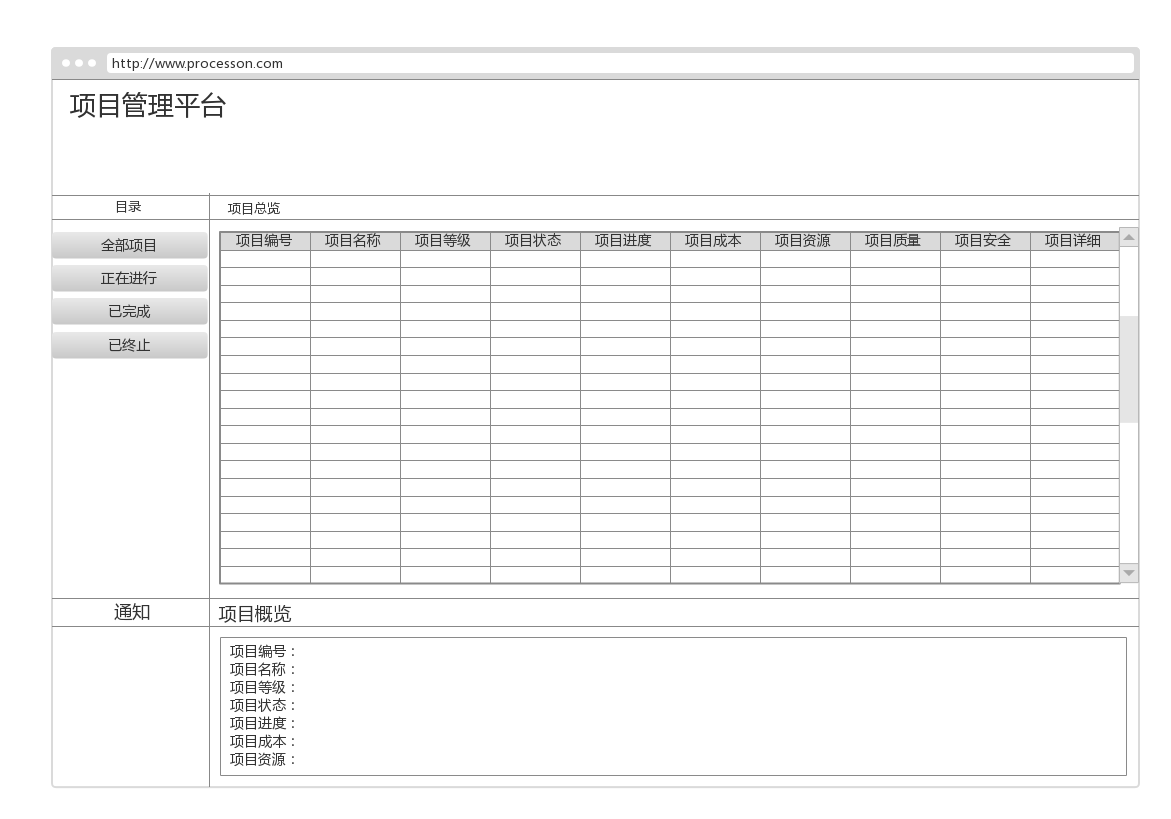 http://www.processon.com
项目管理平台
目录
项目总览
全部项目
正在进行
已完成
已终止
项目编号 项目名称 项目等级 项目状态 项目进度 项目成本 项目资源 项目质量 项目安全 项目详细
通知
项目概览
项目编号：
项目名称：
项目等级：
项目状态：
项目进度：
项目成本：
项目资源：